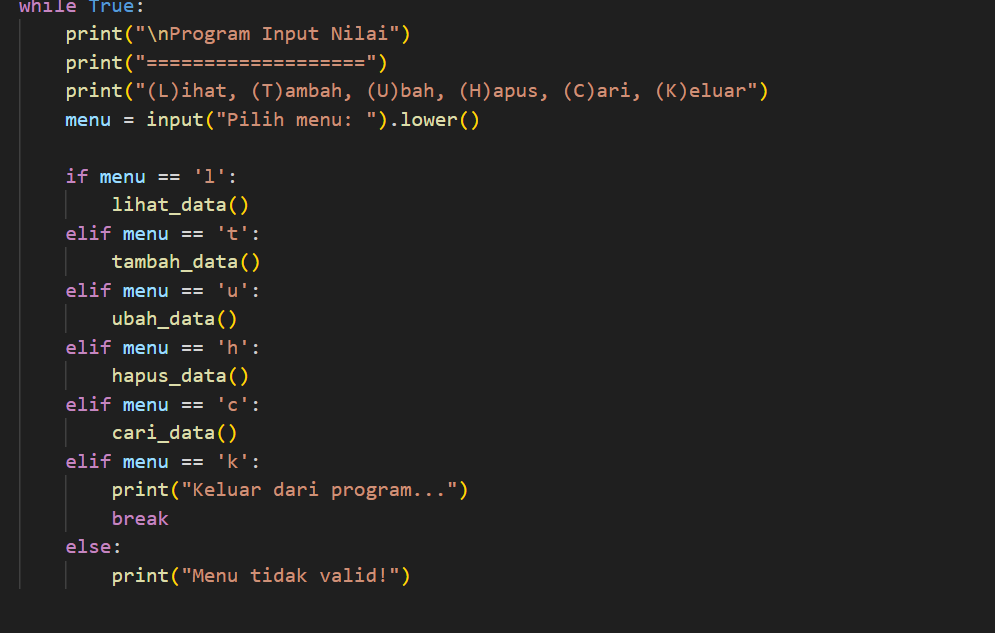 while True:
    print("\nProgram Input Nilai")
    print("===================")
    print("(L)ihat, (T)ambah, (U)bah, (H)apus, (C)ari, (K)eluar")
    menu = input("Pilih menu: ").lower()

    if menu == 'l':
        lihat_data()
    elif menu == 't':
        tambah_data()
    elif menu == 'u':
        ubah_data()
    elif menu == 'h':
        hapus_data()
    elif menu == 'c':
        cari_data()
    elif menu == 'k':
        print("Keluar dari program...")
        break
    else:
        print("Menu tidak valid!")